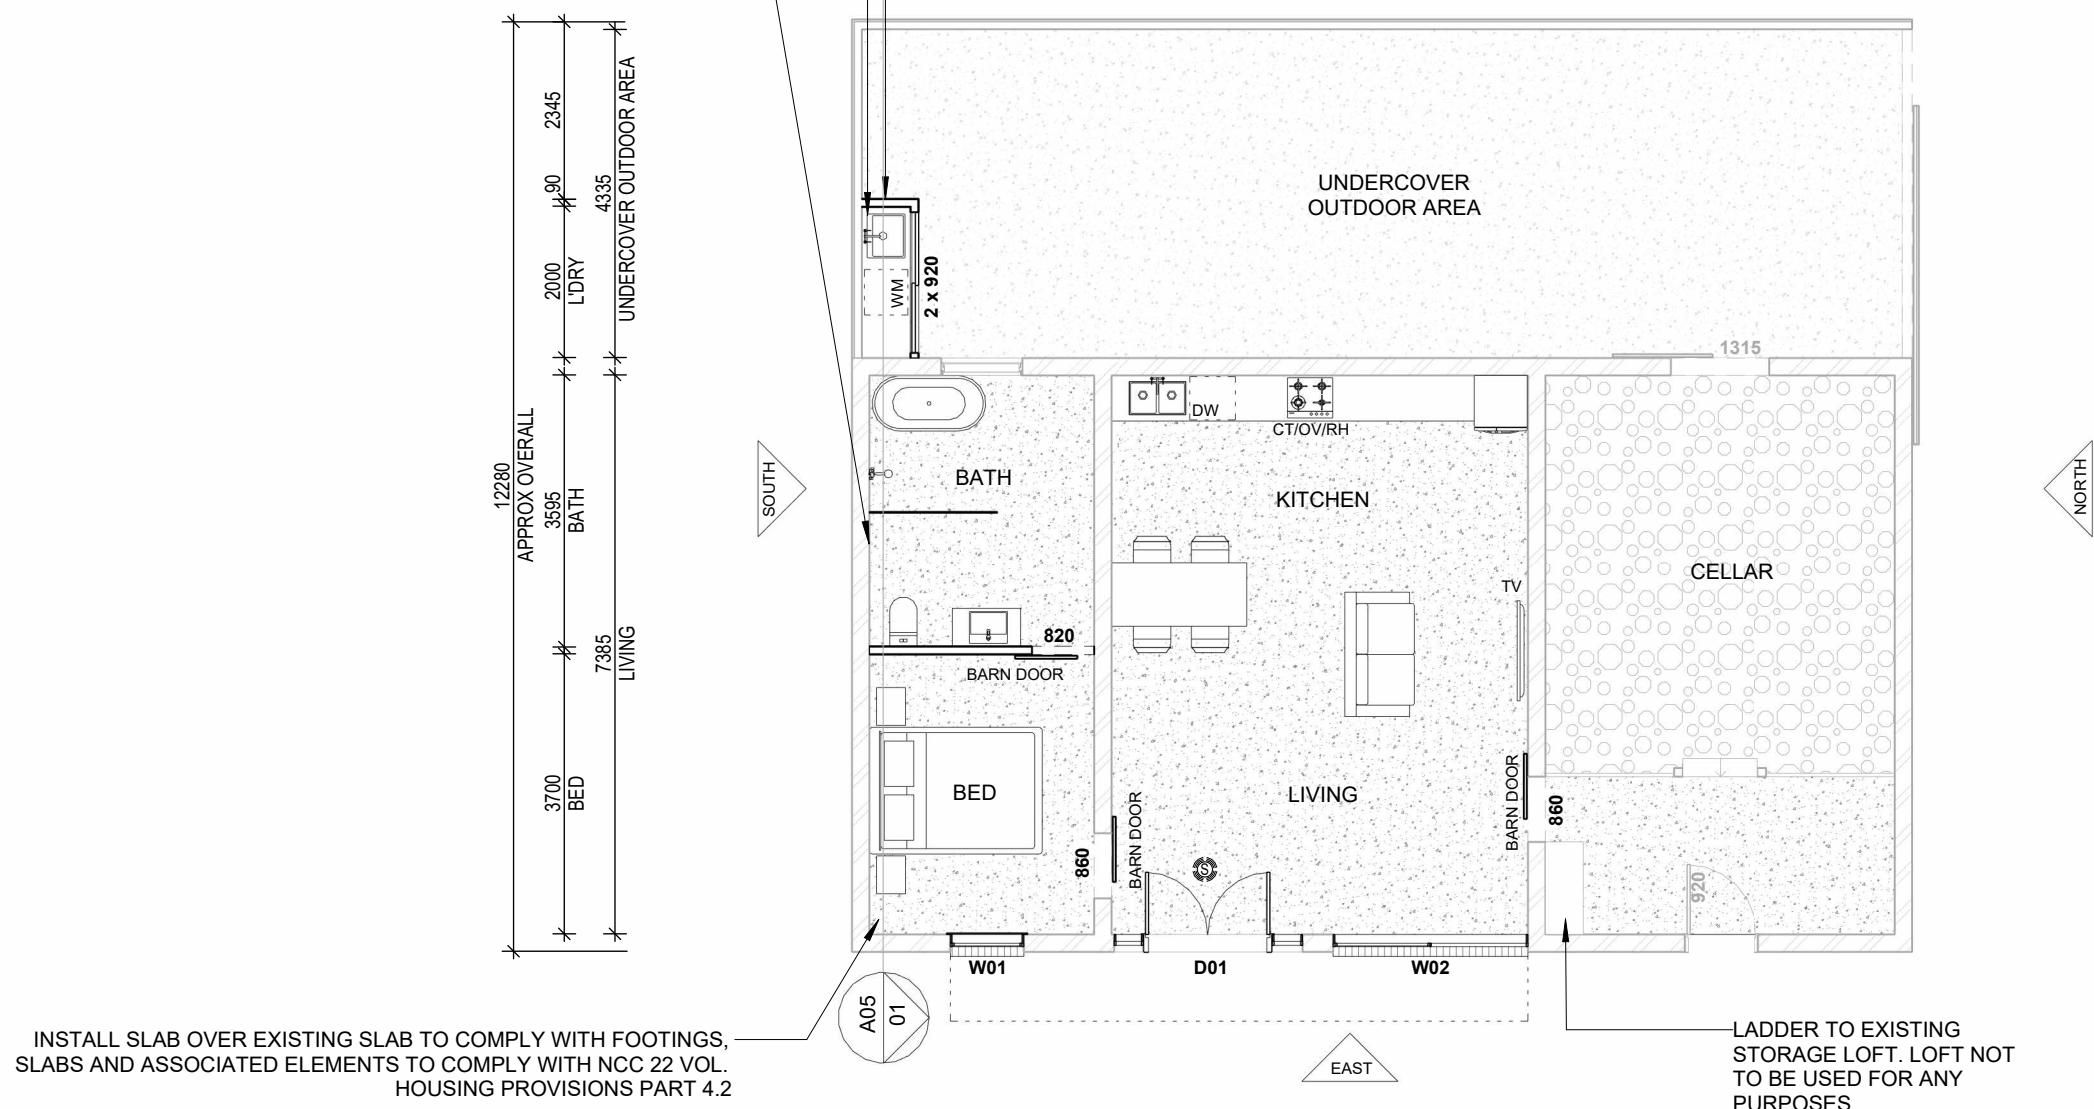 12280
APPROX OVERALL
2345
90
2000
L'DRY
3595
BATH
3700
BED
4335
UNDERCOVER OUTDOOR AREA
7385
LIVING
UNDERCOVER
OUTDOOR AREA
WM
2 x 920
1315
SOUTH
NORTH
BATH
DW
CT/OV/RH
KITCHEN
TV
CELLAR
820
BARN DOOR
BED
860
BARN DOOR
LIVING
S
BARN DOOR
860
920
W01
D01
W02
A05
01
EAST
INSTALL SLAB OVER EXISTING SLAB TO COMPLY WITH FOOTINGS,
SLABS AND ASSOCIATED ELEMENTS TO COMPLY WITH NCC 22 VOL.
HOUSING PROVISIONS PART 4.2
LADDER TO EXISTING
STORAGE LOFT. LOFT NOT
TO BE USED FOR ANY
PURPOSES